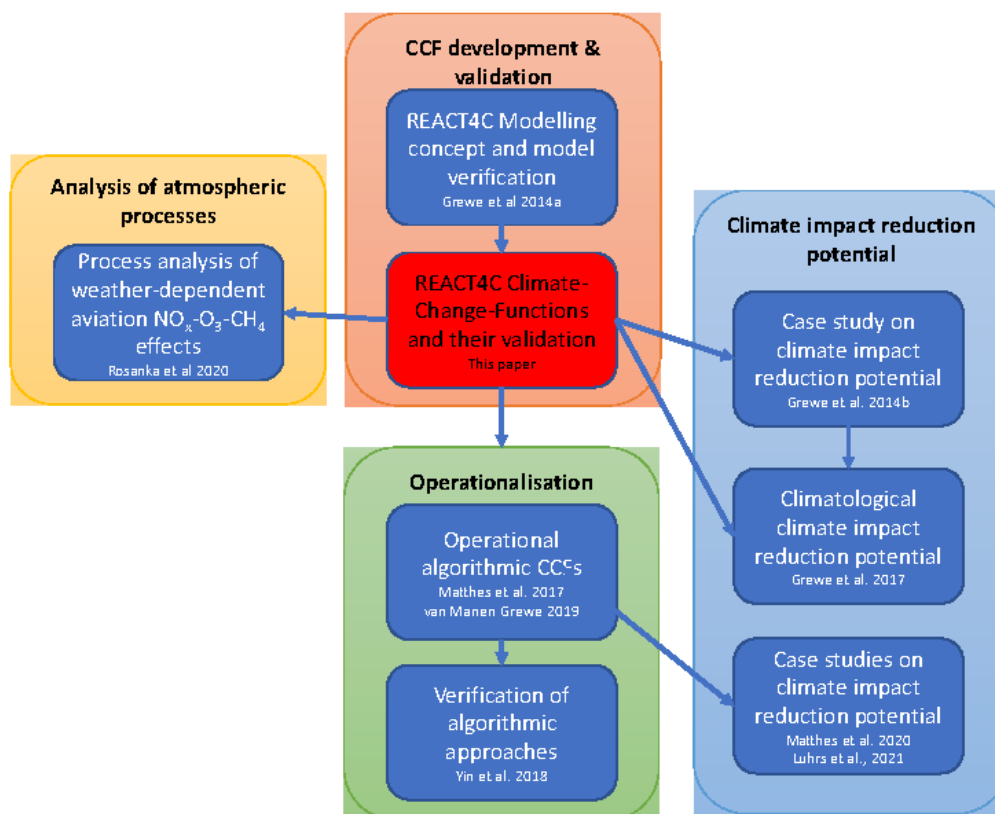 CCF development &
validation
REACT4C Modelling
concept and model
verification
Grewe et al 2014a
REACT4C Climate-
Change-Functions
and their validation
This paper
Analysis of atmospheric
processes
Process analysis of
weather-dependent
aviation NOₓ-O₃-CH₄
effects
Rosanka et al 2020
Climate impact reduction
potential
Case study on
climate impact
reduction potential
Grewe et al. 2014b
Climatological
climate impact
reduction potential
Grewe et al. 2017
Case studies on
climate impact
reduction potential
Matthes et al. 2020
Luhrs et al., 2021
Operationalisation
Operational
algorithmic CCFs
Matthes et al. 2017
van Manen Grewe 2019
Verification of
algorithmic
approaches
Yin et al. 2018